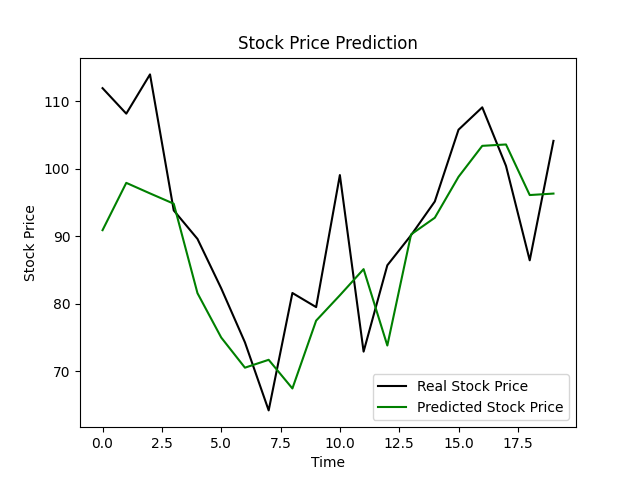 Stock Price Prediction
Stock Price
110
100
90
80
70
Real Stock Price
Predicted Stock Price
0.0 2.5 5.0 7.5 10.0 12.5 15.0 17.5
Time